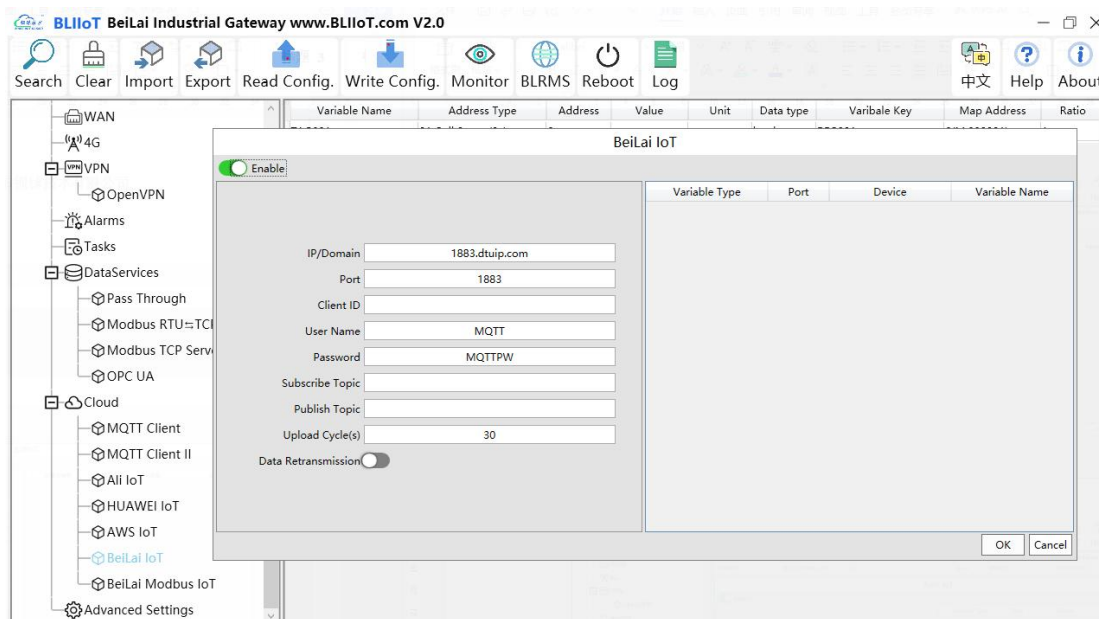 BLIIoT BeiLai Industrial Gateway www.BLIIoT.com V2.0
Search Clear Import Export Read Config. Write Config. Monitor BLRMS Reboot Log 中文 Help About
WAN
4G
VPN
OpenVPN
Alarms
Tasks
DataServices
Pass Through
Modbus RTU⇆TCP
Modbus TCP Serv
OPC UA
Cloud
MQTT Client
MQTT Client II
Ali IoT
HUAWEI IoT
AWS IoT
BeiLai IoT
BeiLai Modbus IoT
Advanced Settings
Variable Name Address Type Address Value Unit Data type Varibale Key Map Address Ratio
BeiLai IoT
Enable
IP/Domain 1883.dtuip.com
Port 1883
Client ID
User Name MQTT
Password MQTTPW
Subscribe Topic
Publish Topic
Upload Cycle(s) 30
Data Retransmission
Variable Type Port Device Variable Name
OK Cancel